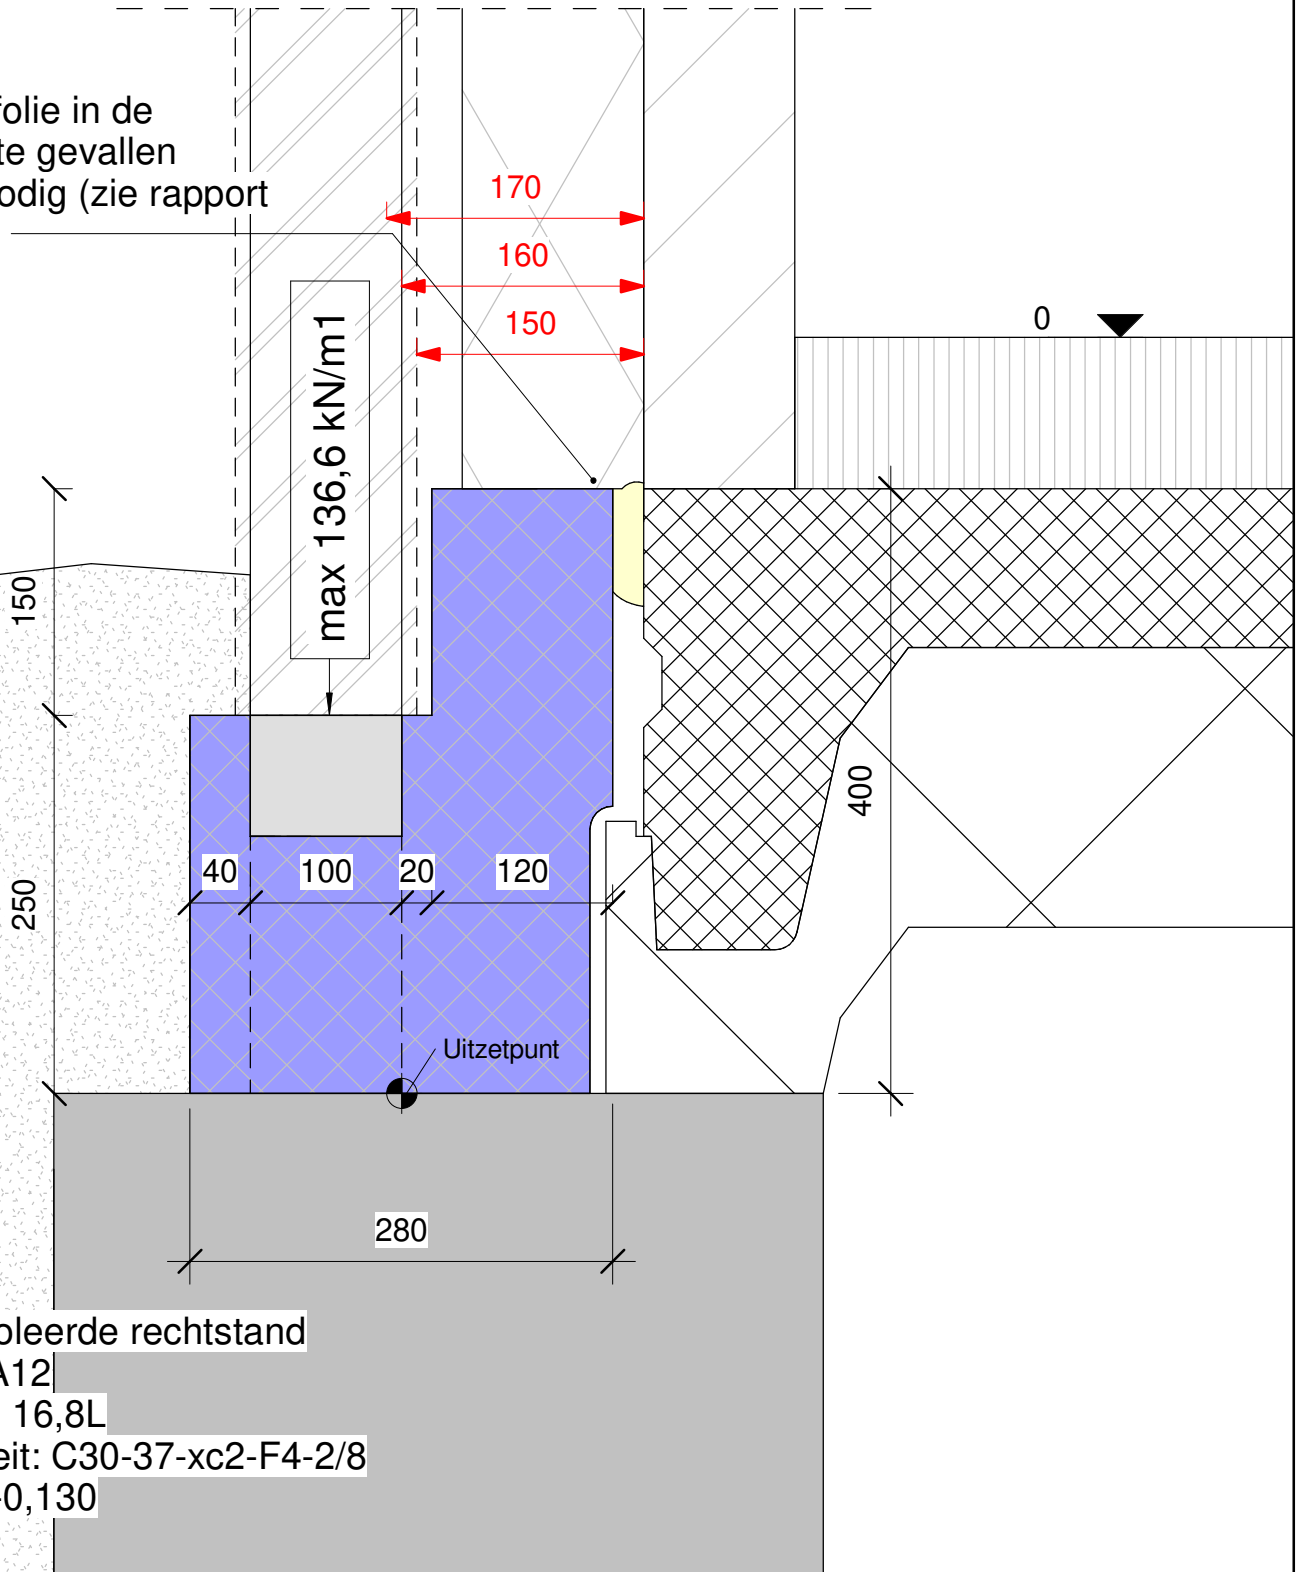 folie in de
te gevallen
odig (zie rapport
170
160
150
0
max 136,6 kN/m1
150
400
40 100 20 120
250
Uitzetpunt
280
oleerde rechtstand
A12
16,8L
eit: C30-37-xc2-F4-2/8
-0,130